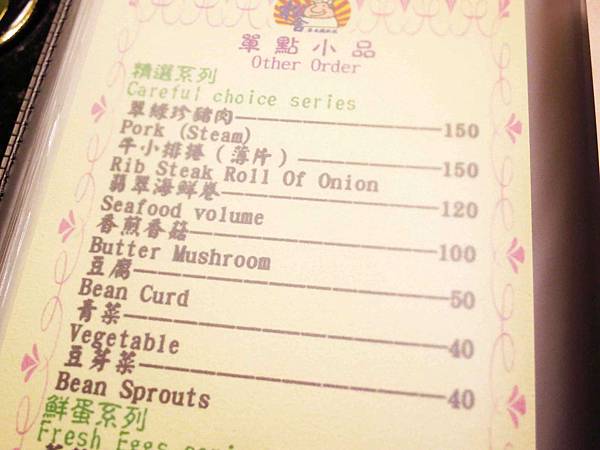 單點小品
Other Order
精選系列
Careful choice series
翠綠珍豬肉 150
Pork (Steam)
牛小排捲(薄片) 150
Rib Steak Roll Of Onion
翡翠海鮮卷 120
Seafood volume
香煎香菇 100
Butter Mushroom
豆腐 50
Bean Curd
青菜 40
Vegetable
豆芽菜 40
Bean Sprouts
鮮蛋系列
Fresh Eggs